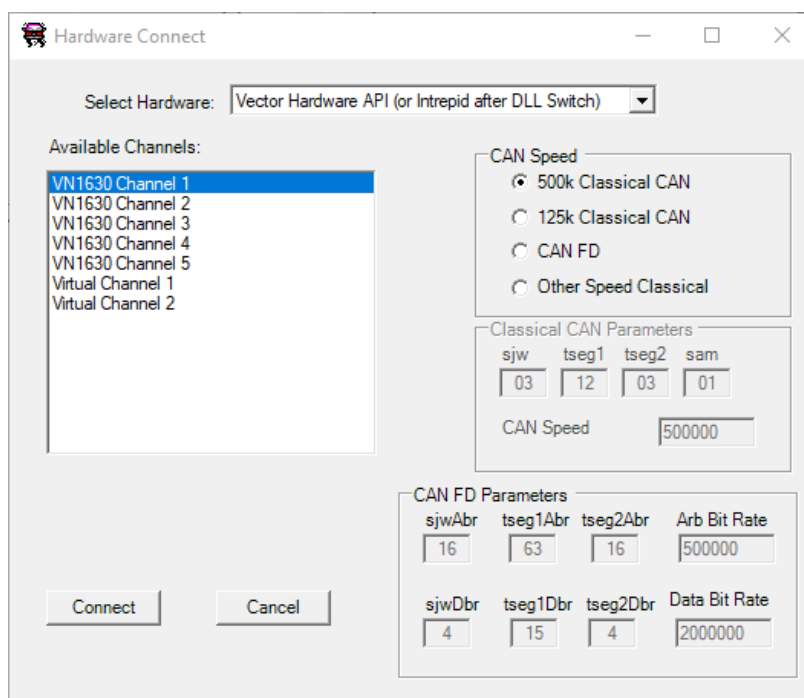 Hardware Connect
Select Hardware: Vector Hardware API (or Intrepid after DLL Switch)
Available Channels:
VN1630 Channel 1
VN1630 Channel 2
VN1630 Channel 3
VN1630 Channel 4
VN1630 Channel 5
Virtual Channel 1
Virtual Channel 2
CAN Speed
500k Classical CAN
125k Classical CAN
CAN FD
Other Speed Classical
Classical CAN Parameters
sjw tseg1 tseg2 sam
03 12 03 01
CAN Speed 500000
CAN FD Parameters
sjwAbr tseg1Abr tseg2Abr Arb Bit Rate
16 63 16 500000
sjwDbr tseg1Dbr tseg2Dbr Data Bit Rate
4 15 4 2000000
Connect Cancel